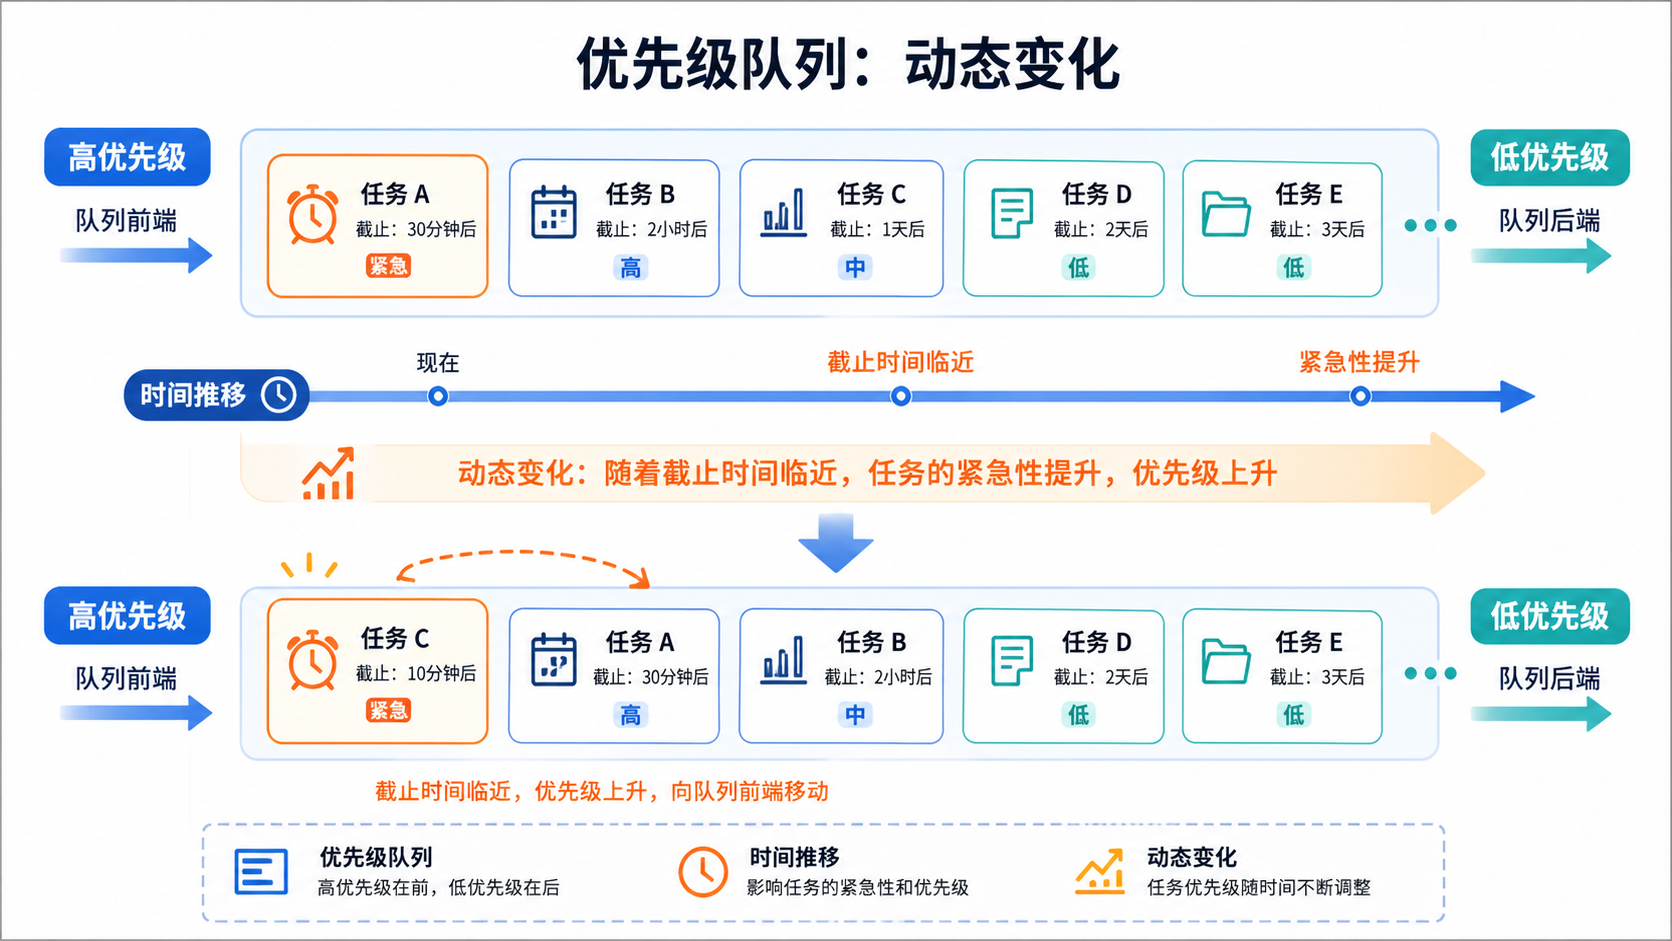 优先级队列：动态变化
高优先级
队列前端
任务 A
截止：30分钟后
紧急
任务 B
截止：2小时后
高
任务 C
截止：1天后
中
任务 D
截止：2天后
低
任务 E
截止：3天后
低
低优先级
队列后端
时间推移
现在
截止时间临近
紧急性提升
动态变化：随着截止时间临近，任务的紧急性提升，优先级上升
高优先级
队列前端
任务 C
截止：10分钟后
紧急
任务 A
截止：30分钟后
高
任务 B
截止：2小时后
中
任务 D
截止：2天后
低
任务 E
截止：3天后
低
低优先级
队列后端
截止时间临近，优先级上升，向队列前端移动
优先级队列
高优先级在前，低优先级在后
时间推移
影响任务的紧急性和优先级
动态变化
任务优先级随时间不断调整